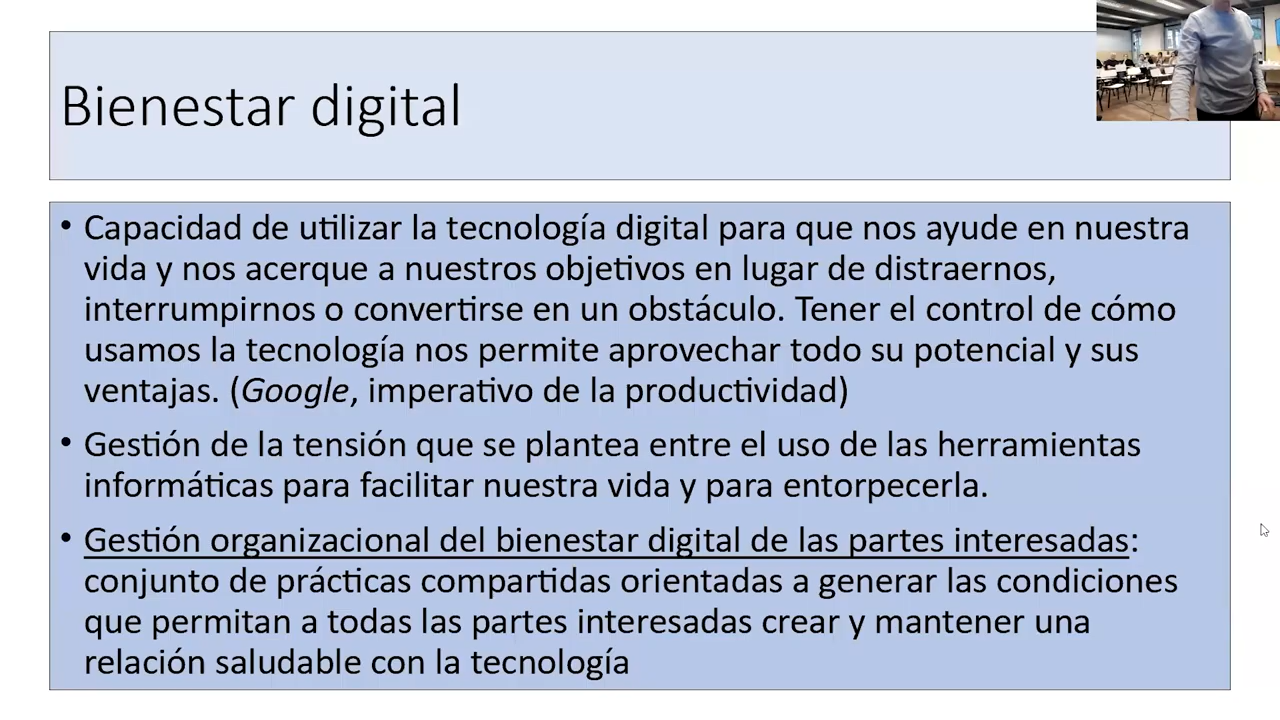 Bienestar digital
• Capacidad de utilizar la tecnología digital para que nos ayude en nuestra
vida y nos acerque a nuestros objetivos en lugar de distraernos,
interrumpirnos o convertirse en un obstáculo. Tener el control de cómo
usamos la tecnología nos permite aprovechar todo su potencial y sus
ventajas. (Google, imperativo de la productividad)
• Gestión de la tensión que se plantea entre el uso de las herramientas
informáticas para facilitar nuestra vida y para entorpecerla.
• Gestión organizacional del bienestar digital de las partes interesadas:
conjunto de prácticas compartidas orientadas a generar las condiciones
que permitan a todas las partes interesadas crear y mantener una
relación saludable con la tecnología